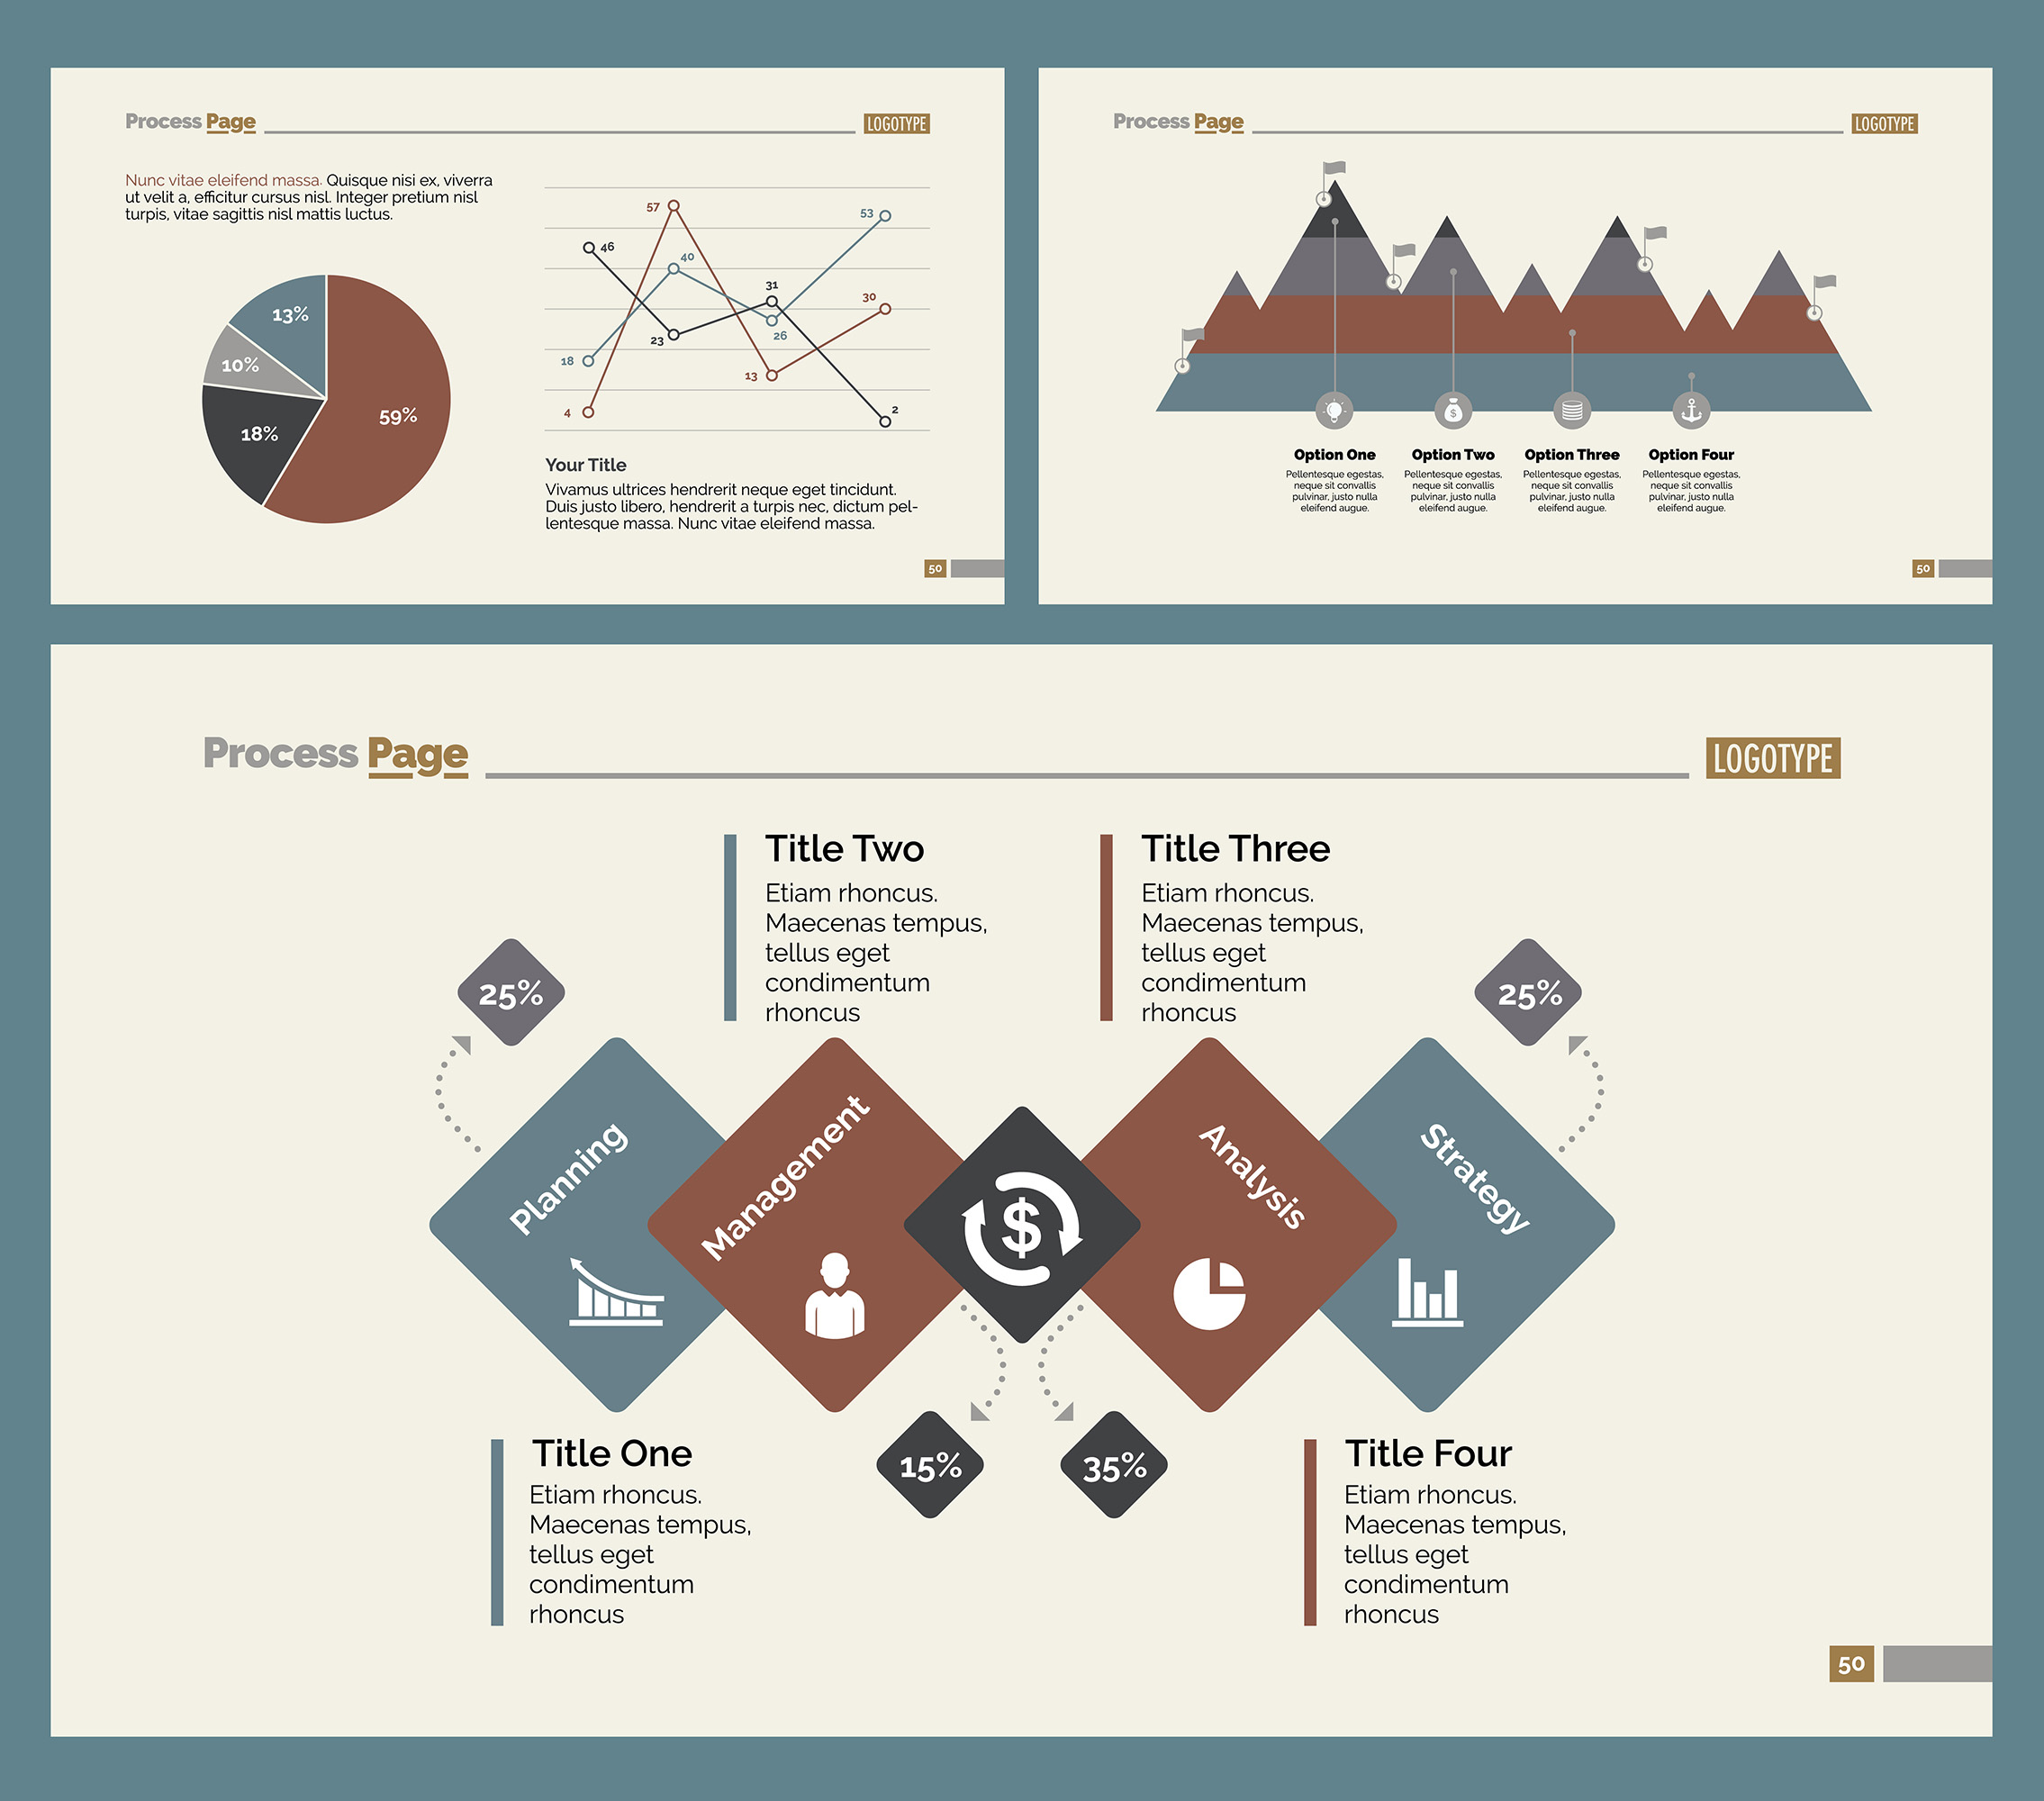 Process Page
LOGOTYPE
Nunc vitae eleifend massa. Quisque nisi ex, viverra
ut velit a, efficitur cursus nisl. Integer pretium nisl
turpis, vitae sagittis nisl mattis luctus.
13%
10%
18%
59%
57
53
46
40
31
30
23
26
18
13
4
2
Your Title
Vivamus ultrices hendrerit neque eget tincidunt.
Duis justo libero, hendrerit a turpis nec, dictum pel-
lentesque massa. Nunc vitae eleifend massa.
50
Process Page
LOGOTYPE
$
Option One
Pellentesque egestas,
neque sit convallis
pulvinar, justo nulla
eleifend augue.
Option Two
Pellentesque egestas,
neque sit convallis
pulvinar, justo nulla
eleifend augue.
Option Three
Pellentesque egestas,
neque sit convallis
pulvinar, justo nulla
eleifend augue.
Option Four
Pellentesque egestas,
neque sit convallis
pulvinar, justo nulla
eleifend augue.
50
Process Page
LOGOTYPE
Title Two
Etiam rhoncus.
Maecenas tempus,
tellus eget
condimentum
rhoncus
Title Three
Etiam rhoncus.
Maecenas tempus,
tellus eget
condimentum
rhoncus
25%
25%
Planning
Management
$
Analysis
Strategy
15%
35%
Title One
Etiam rhoncus.
Maecenas tempus,
tellus eget
condimentum
rhoncus
Title Four
Etiam rhoncus.
Maecenas tempus,
tellus eget
condimentum
rhoncus
50